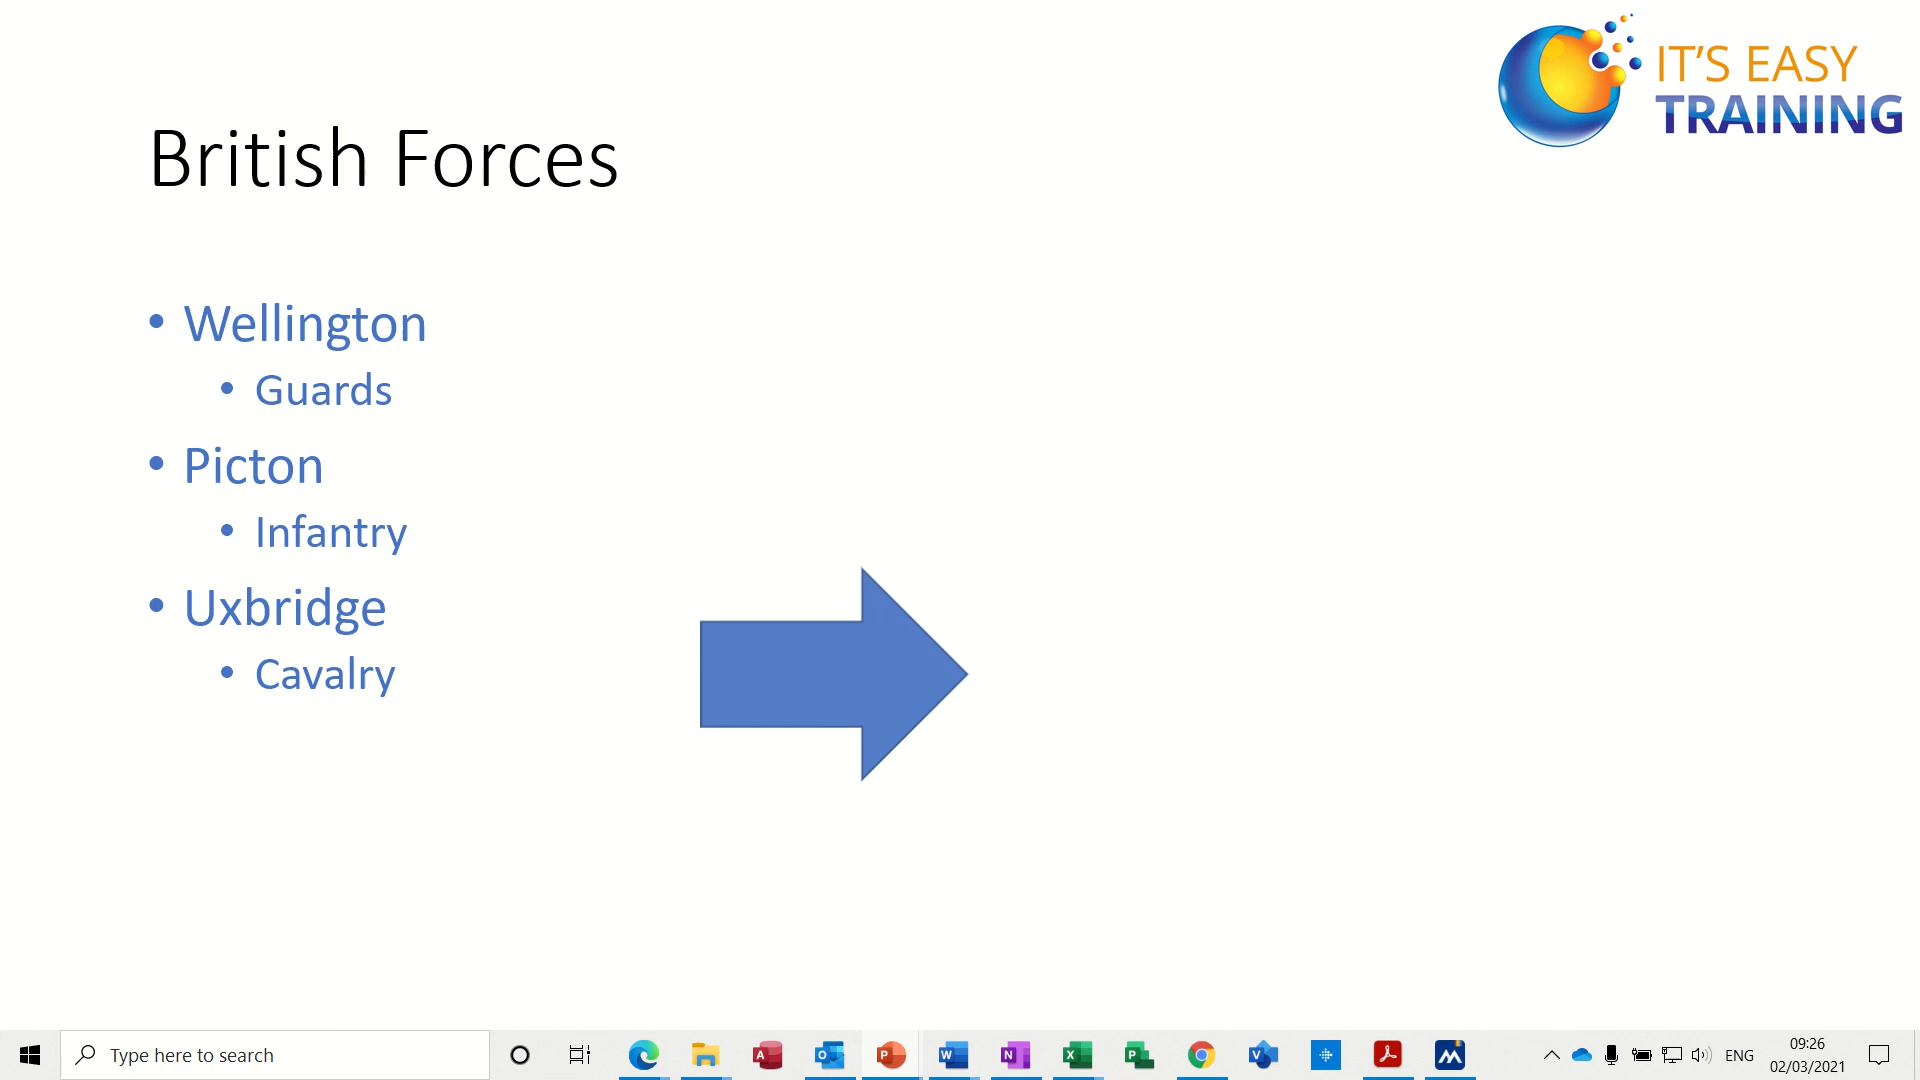 IT'S EASY
TRAINING
British Forces
• Wellington
• Guards
• Picton
• Infantry
• Uxbridge
• Cavalry
Type here to search
A
O
P
W
N
X
P
V
ENG
09:26
02/03/2021